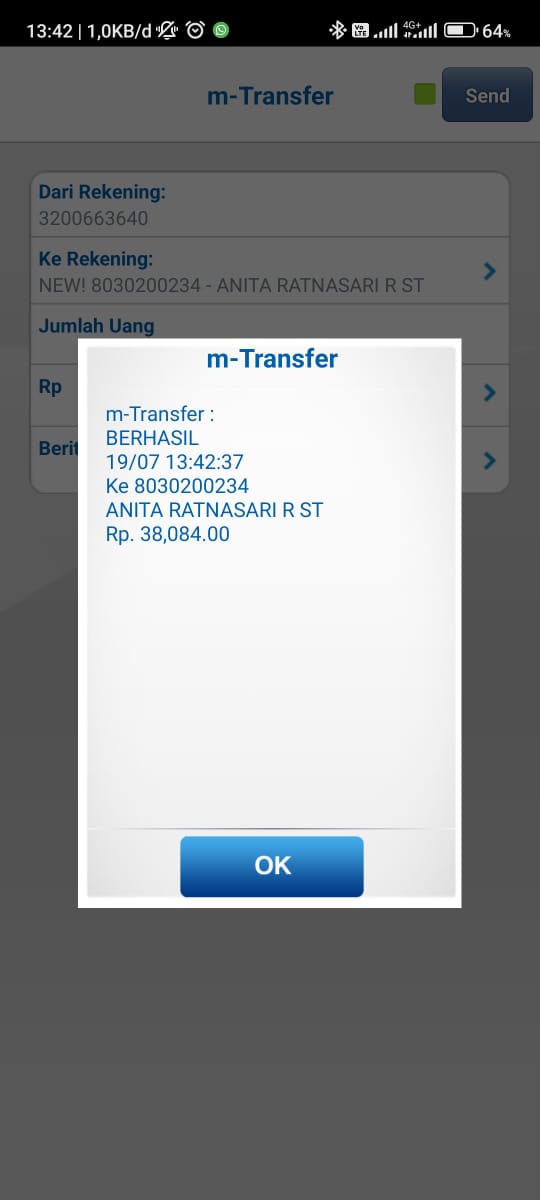 13:42 | 1,0KB/d
Vo LTE
4G+
64%
m-Transfer
Send
Dari Rekening:
3200663640
Ke Rekening:
NEW! 8030200234 - ANITA RATNASARI R ST
Jumlah Uang
Rp
Berit
m-Transfer
m-Transfer :
BERHASIL
19/07 13:42:37
Ke 8030200234
ANITA RATNASARI R ST
Rp. 38,084.00
OK